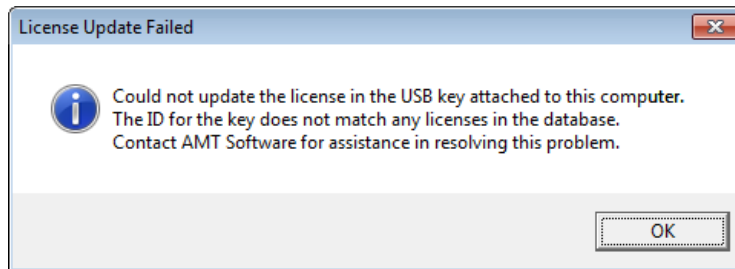 License Update Failed
Could not update the license in the USB key attached to this computer.
The ID for the key does not match any licenses in the database.
Contact AMT Software for assistance in resolving this problem.
OK